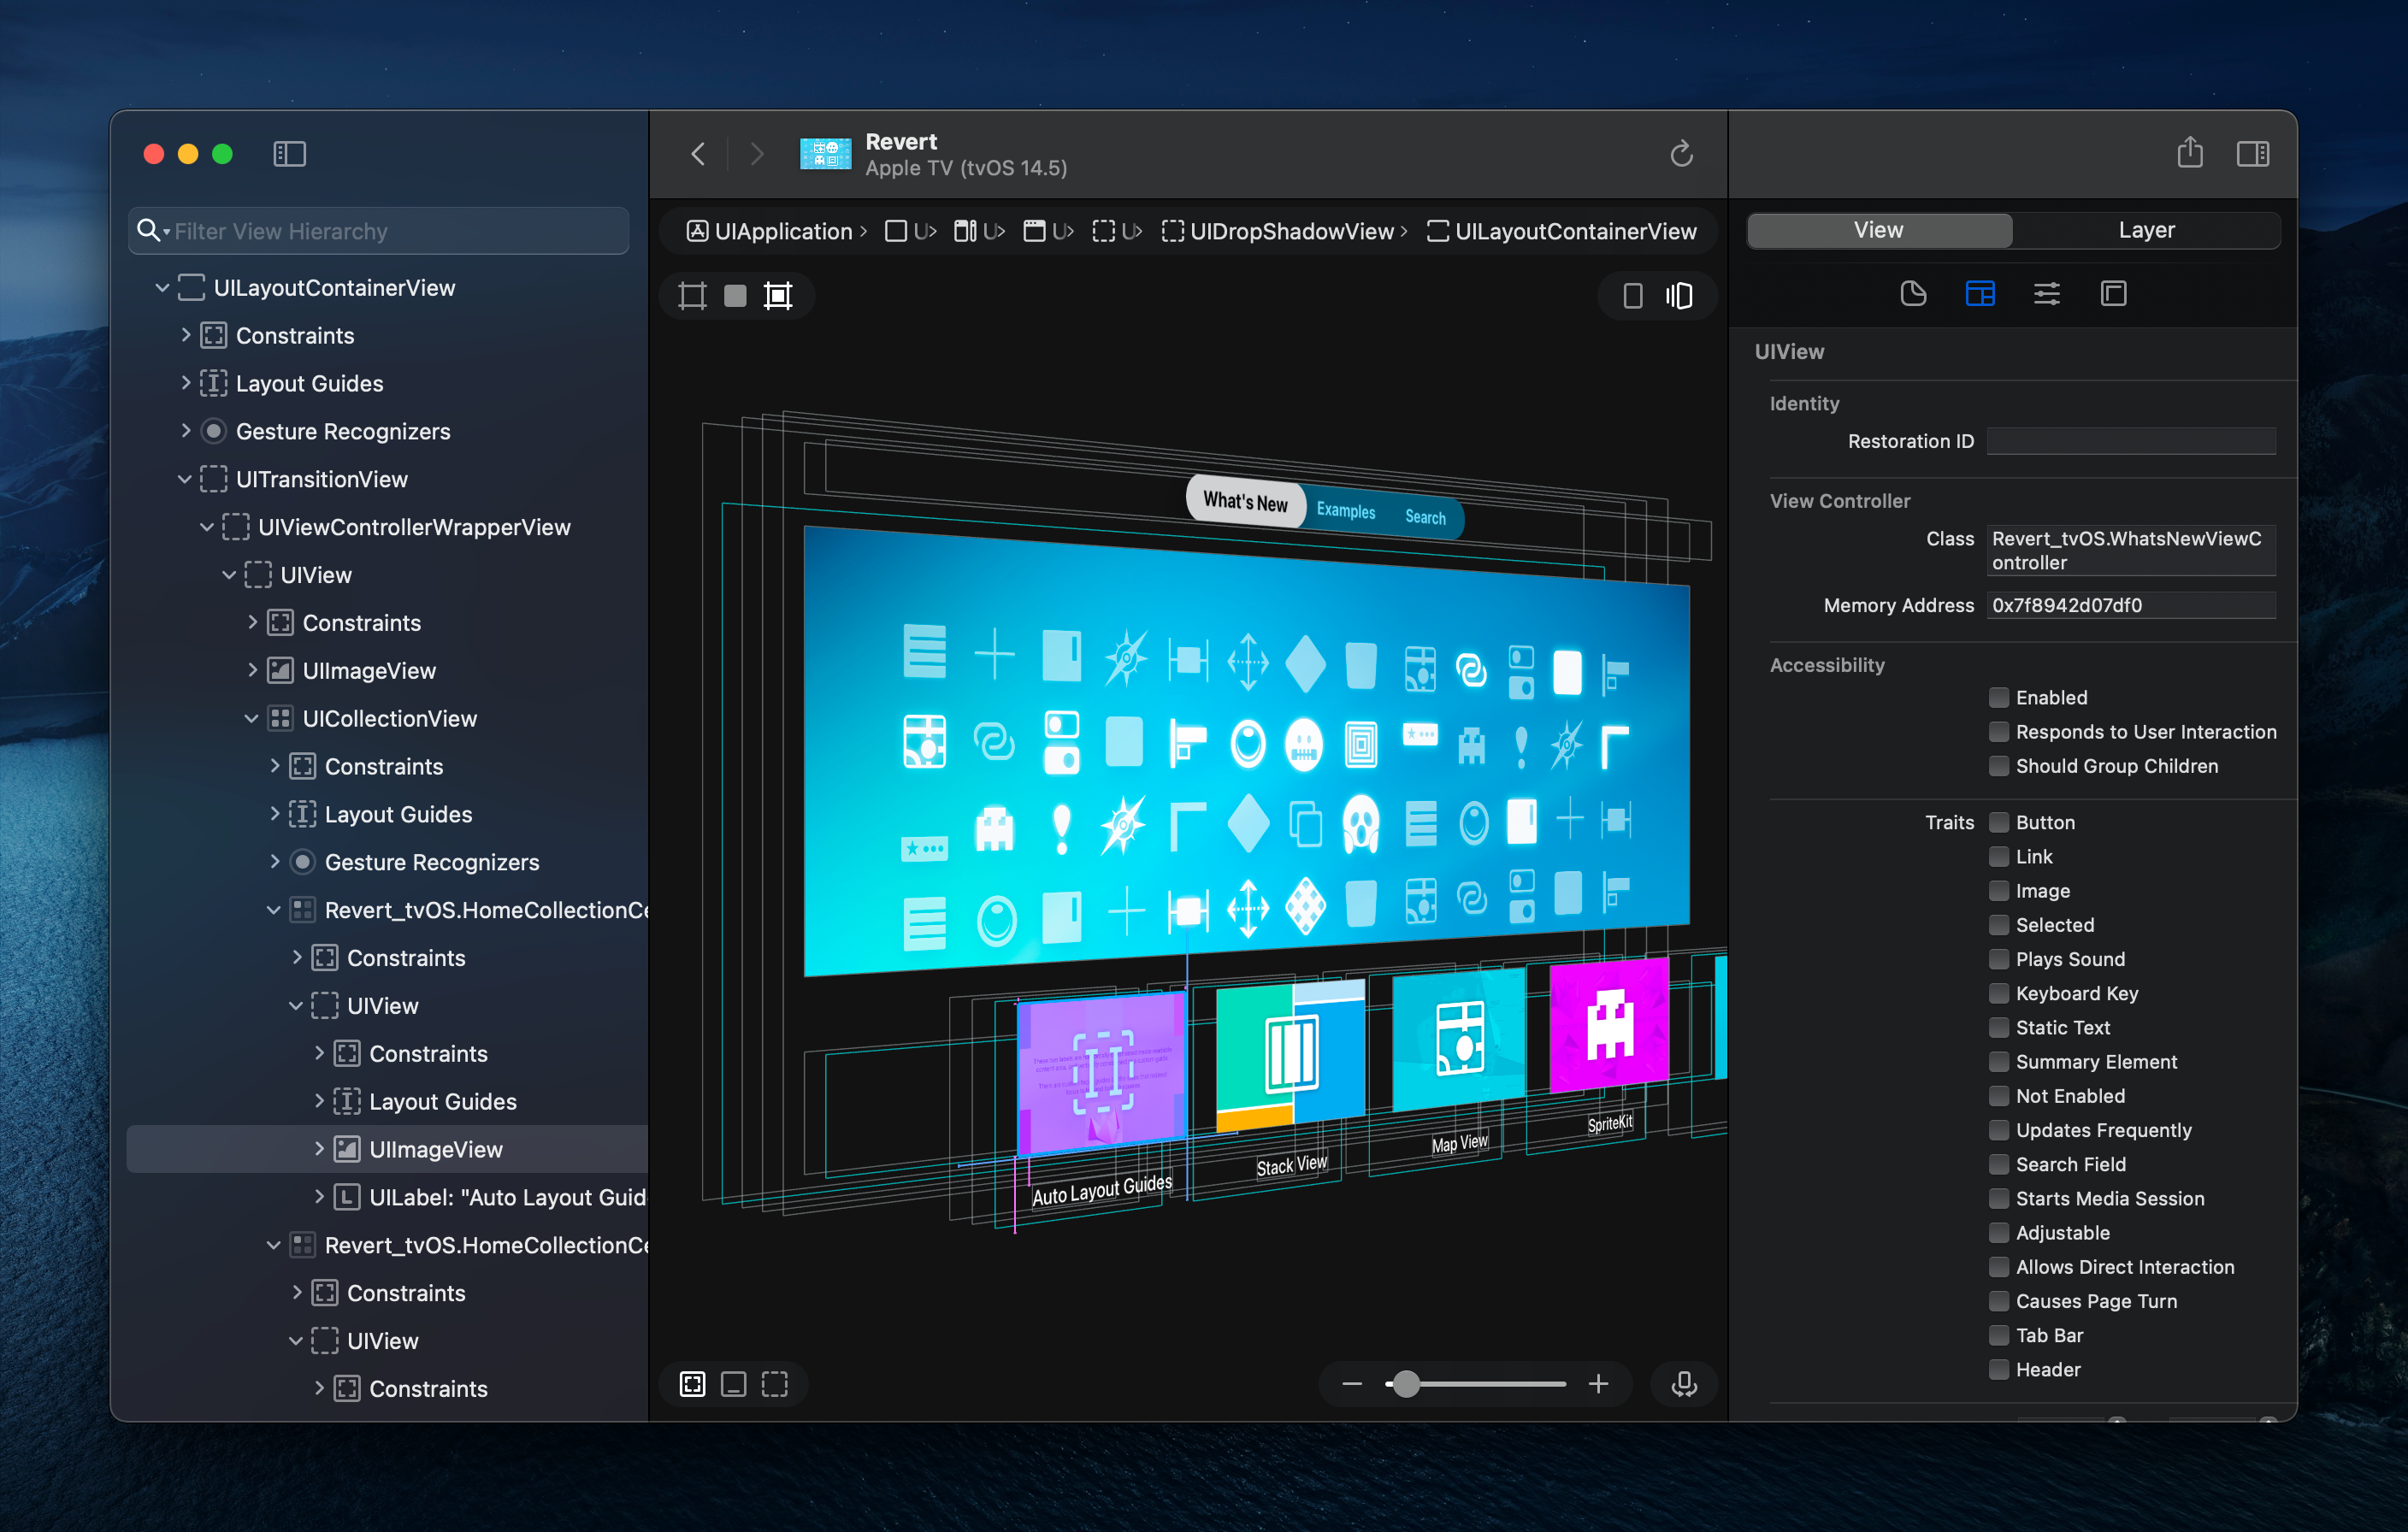 Revert
Apple TV (tvOS 14.5)
Filter View Hierarchy
UILayoutContainerView
Constraints
Layout Guides
Gesture Recognizers
UITransitionView
UIViewControllerWrapperView
UIView
Constraints
UIImageView
UICollectionView
Constraints
Layout Guides
Gesture Recognizers
Revert_tvOS.HomeCollectionCe
Constraints
UIView
Constraints
Layout Guides
UIImageView
UILabel: "Auto Layout Guid
Revert_tvOS.HomeCollectionCe
Constraints
UIView
Constraints
UIApplication
U
U
U
U
UIDropShadowView
UILayoutContainerView
What's New
Examples
Search
Auto Layout Guides
Stack View
Map View
SpriteKit
View
Layer
UIView
Identity
Restoration ID
View Controller
Class
Revert_tvOS.WhatsNewViewC
ontroller
Memory Address
0x7f8942d07df0
Accessibility
Enabled
Responds to User Interaction
Should Group Children
Traits
Button
Link
Image
Selected
Plays Sound
Keyboard Key
Static Text
Summary Element
Not Enabled
Updates Frequently
Search Field
Starts Media Session
Adjustable
Allows Direct Interaction
Causes Page Turn
Tab Bar
Header